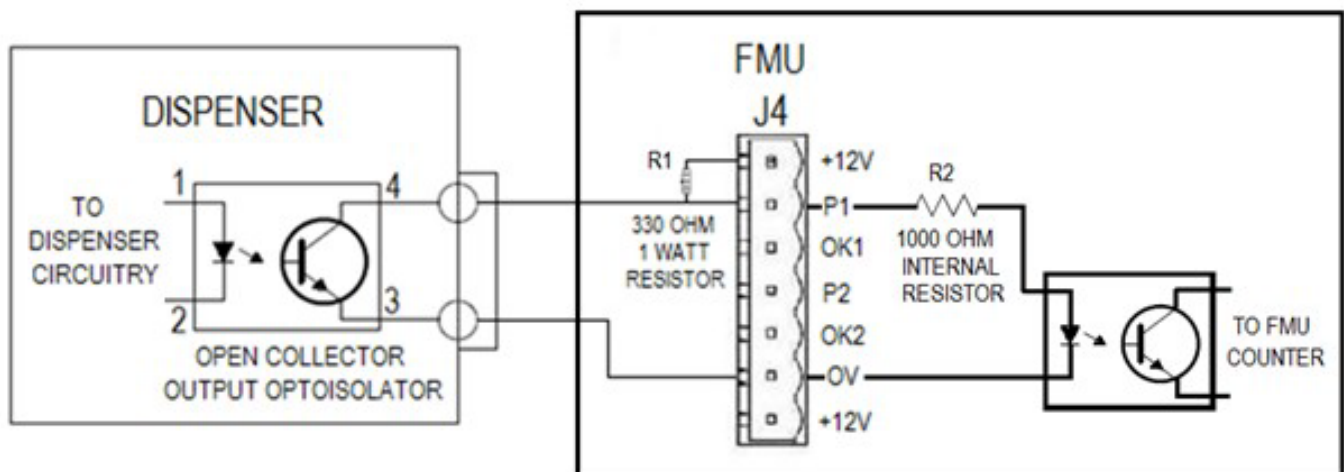 DISPENSER
1
2
TO
DISPENSER
CIRCUITRY
4
3
OPEN COLLECTOR
OUTPUT OPTOISOLATOR
FMU
J4
R1
330 OHM
1 WATT
RESISTOR
+12V
P1
OK1
P2
OK2
OV
+12V
R2
1000 OHM
INTERNAL
RESISTOR
TO FMU
COUNTER